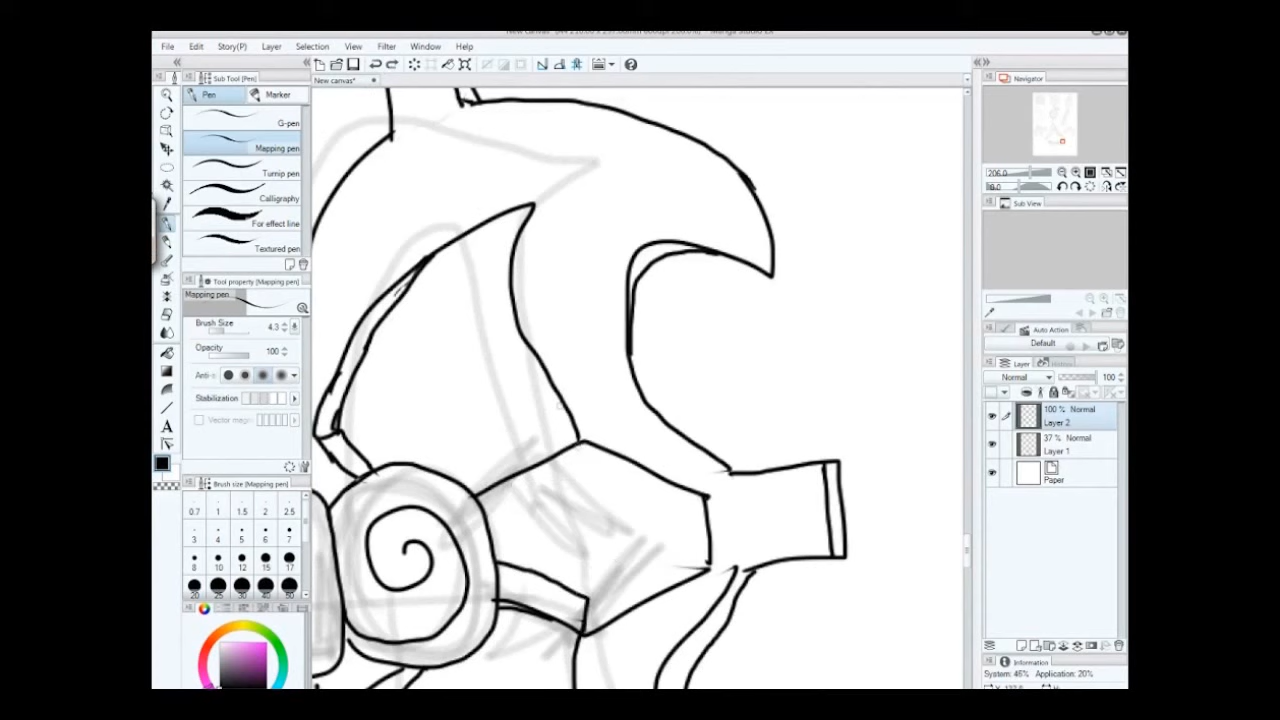 File Edit Story(P) Layer Selection View Filter Window Help
Sub Tool [Pen]
New canvas*
Navigator
Pen Marker
G-pen
Mapping pen
Turnip pen
Calligraphy
For effect line
Textured pen
206.0
Sub View
Tool property [Mapping pen]
Mapping pen
Brush Size 4.3
Opacity 100
Stabilization
Vector mag
Auto Action
Default
Layer
Normal 100
100 % Normal
Layer 2
37 % Normal
Layer 1
Paper
Brush size [Mapping pen]
0.7 1 1.5 2 2.5
3 4 5 6 7
8 10 12 15 17
20 25 30 40 50
Information
System: 46% Application: 20%